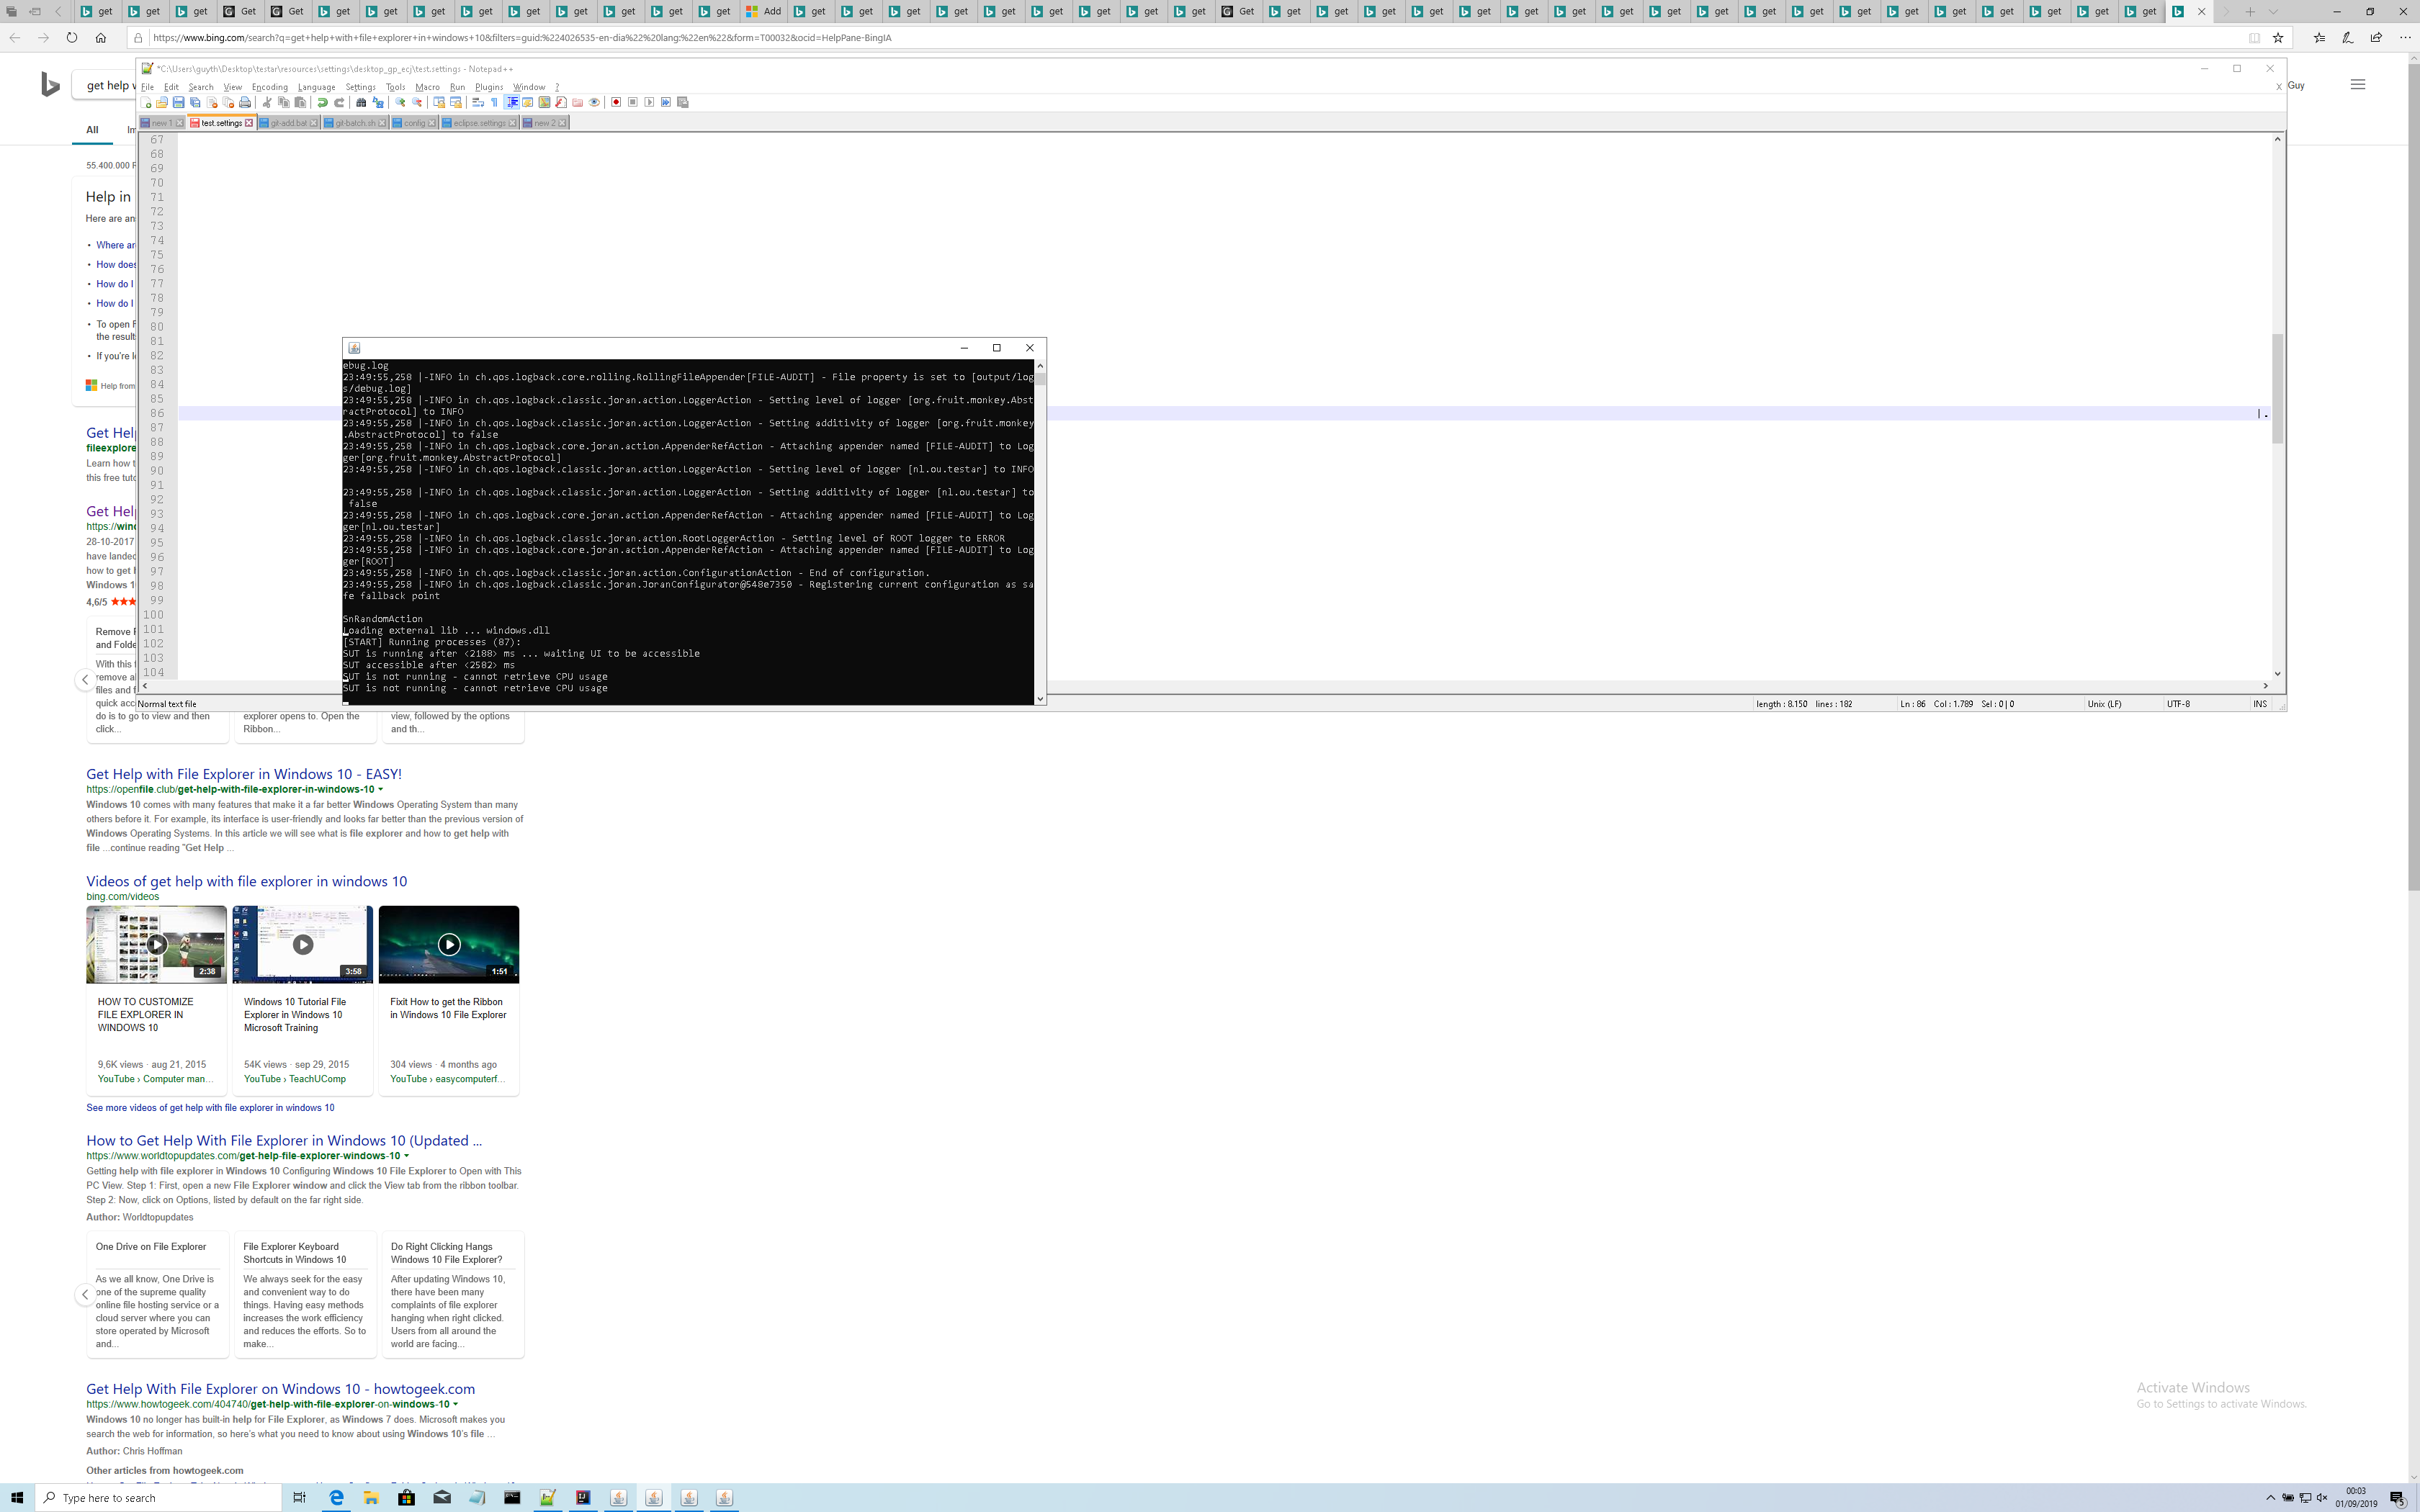 get get get Get Get get get get get get get get get get Add get get get get get get get get get Get get get get get get get get get get get get get get get get get get get get
https://www.bing.com/search?q=get+help+with+file+explorer+in+windows+10&filters=guid:%224026535-en-dia%22%20lang:%22en%22&form=T00032&ocid=HelpPane-BingIA
*C:\Users\guyth\Desktop\testar\resources\settings\desktop_gp_ecj\test.settings - Notepad++
get help
File Edit Search View Encoding Language Settings Tools Macro Run Plugins Window ?
X
Guy
new 1 test.settings git-add.bat git-batch.sh config eclipse.settings new 2
All
67
68
69
70
71
72
73
74
75
76
77
78
79
80
81
82
83
84
85
86
87
88
89
90
91
92
93
94
95
96
97
98
99
100
101
102
103
104
55.400.000
Help in
Here are an
• Where
• How does
• How do I
• How do I
• To open
the result
• If you're
Help from
Get
fileexplore
Learn how
this free
Get
https://win
28-10-2017
have
how to get
Windows
4,6/5
Remove
and
With this
remove
files and
quick
do is to go to view and then
click...
explorer opens to. Open the
Ribbon...
view, followed by the options
and th...
ebug.log
23:49:55,258 |-INFO in ch.qos.logback.core.rolling.RollingFileAppender[FILE-AUDIT] - File property is set to [output/log
s/debug.log]
23:49:55,258 |-INFO in ch.qos.logback.classic.joran.action.LoggerAction - Setting level of logger [org.fruit.monkey.Abst
ractProtocol] to INFO
23:49:55,258 |-INFO in ch.qos.logback.classic.joran.action.LoggerAction - Setting additivity of logger [org.fruit.monkey
.AbstractProtocol] to false
23:49:55,258 |-INFO in ch.qos.logback.core.joran.action.AppenderRefAction - Attaching appender named [FILE-AUDIT] to Log
ger[org.fruit.monkey.AbstractProtocol]
23:49:55,258 |-INFO in ch.qos.logback.classic.joran.action.LoggerAction - Setting level of logger [nl.ou.testar] to INFO
23:49:55,258 |-INFO in ch.qos.logback.classic.joran.action.LoggerAction - Setting additivity of logger [nl.ou.testar] to
false
23:49:55,258 |-INFO in ch.qos.logback.core.joran.action.AppenderRefAction - Attaching appender named [FILE-AUDIT] to Log
ger[nl.ou.testar]
23:49:55,258 |-INFO in ch.qos.logback.classic.joran.action.RootLoggerAction - Setting level of ROOT logger to ERROR
23:49:55,258 |-INFO in ch.qos.logback.core.joran.action.AppenderRefAction - Attaching appender named [FILE-AUDIT] to Log
ger[ROOT]
23:49:55,258 |-INFO in ch.qos.logback.classic.joran.action.ConfigurationAction - End of configuration.
23:49:55,258 |-INFO in ch.qos.logback.classic.joran.JoranConfigurator@548e7350 - Registering current configuration as sa
fe fallback point
SnRandomAction
Loading external lib ... windows.dll
[START] Running processes (87):
SUT is running after <2188> ms ... waiting UI to be accessible
SUT accessible after <2582> ms
SUT is not running - cannot retrieve CPU usage
SUT is not running - cannot retrieve CPU usage
Normal text file
length : 8.150 lines : 182
Ln : 86 Col : 1.789 Sel : 0 | 0
Unix (LF)
UTF-8
INS
Get Help with File Explorer in Windows 10 - EASY!
https://openfile.club/get-help-with-file-explorer-in-windows-10
Windows 10 comes with many features that make it a far better Windows Operating System than many
others before it. For example, its interface is user-friendly and looks far better than the previous version of
Windows Operating Systems. In this article we will see what is file explorer and how to get help with
file ...continue reading "Get Help ...
Videos of get help with file explorer in windows 10
bing.com/videos
2:38
3:58
1:51
HOW TO CUSTOMIZE
FILE EXPLORER IN
WINDOWS 10
9,6K views · aug 21, 2015
YouTube › Computer man...
Windows 10 Tutorial File
Explorer in Windows 10
Microsoft Training
54K views · sep 29, 2015
YouTube › TeachUComp
Fixit How to get the Ribbon
in Windows 10 File Explorer
304 views · 4 months ago
YouTube › easycomputerf...
See more videos of get help with file explorer in windows 10
How to Get Help With File Explorer in Windows 10 (Updated ...
https://www.worldtopupdates.com/get-help-file-explorer-windows-10
Getting help with file explorer in Windows 10 Configuring Windows 10 File Explorer to Open with This
PC View. Step 1: First, open a new File Explorer window and click the View tab from the ribbon toolbar.
Step 2: Now, click on Options, listed by default on the far right side.
Author: Worldtopupdates
One Drive on File Explorer
As we all know, One Drive is
one of the supreme quality
online file hosting service or a
cloud server where you can
store operated by Microsoft
and...
File Explorer Keyboard
Shortcuts in Windows 10
We always seek for the easy
and convenient way to do
things. Having easy methods
increases the work efficiency
and reduces the efforts. So to
make...
Do Right Clicking Hangs
Windows 10 File Explorer?
After updating Windows 10,
there have been many
complaints of file explorer
hanging when right clicked.
Users from all around the
world are facing...
Get Help With File Explorer on Windows 10 - howtogeek.com
https://www.howtogeek.com/404740/get-help-with-file-explorer-on-windows-10
Windows 10 no longer has built-in help for File Explorer, as Windows 7 does. Microsoft makes you
search the web for information, so here's what you need to know about using Windows 10's file ...
Author: Chris Hoffman
Other articles from howtogeek.com
Activate Windows
Go to Settings to activate Windows.
Type here to search
00:03
01/09/2019
5